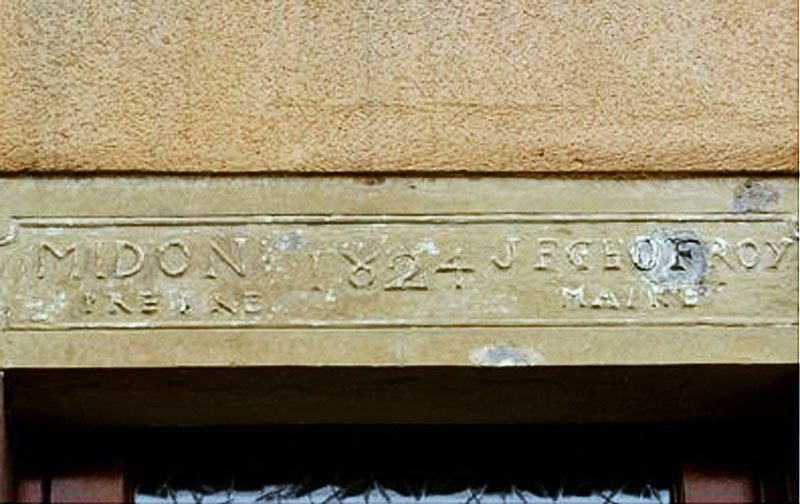 MIDON 1824 J F GEOFROY
PRETRE MAIRE